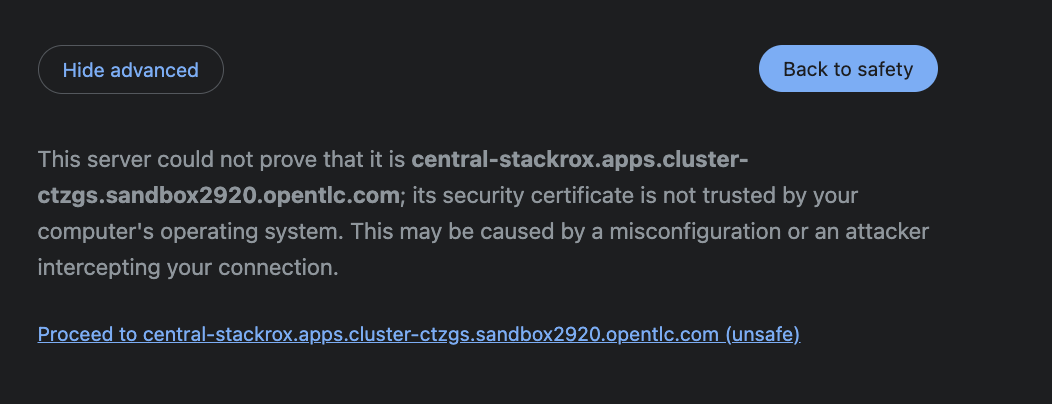 Hide advanced
Back to safety
This server could not prove that it is central-stackrox.apps.cluster-
ctzgs.sandbox2920.opentlc.com; its security certificate is not trusted by your
computer's operating system. This may be caused by a misconfiguration or an attacker
intercepting your connection.
Proceed to central-stackrox.apps.cluster-ctzgs.sandbox2920.opentlc.com (unsafe)